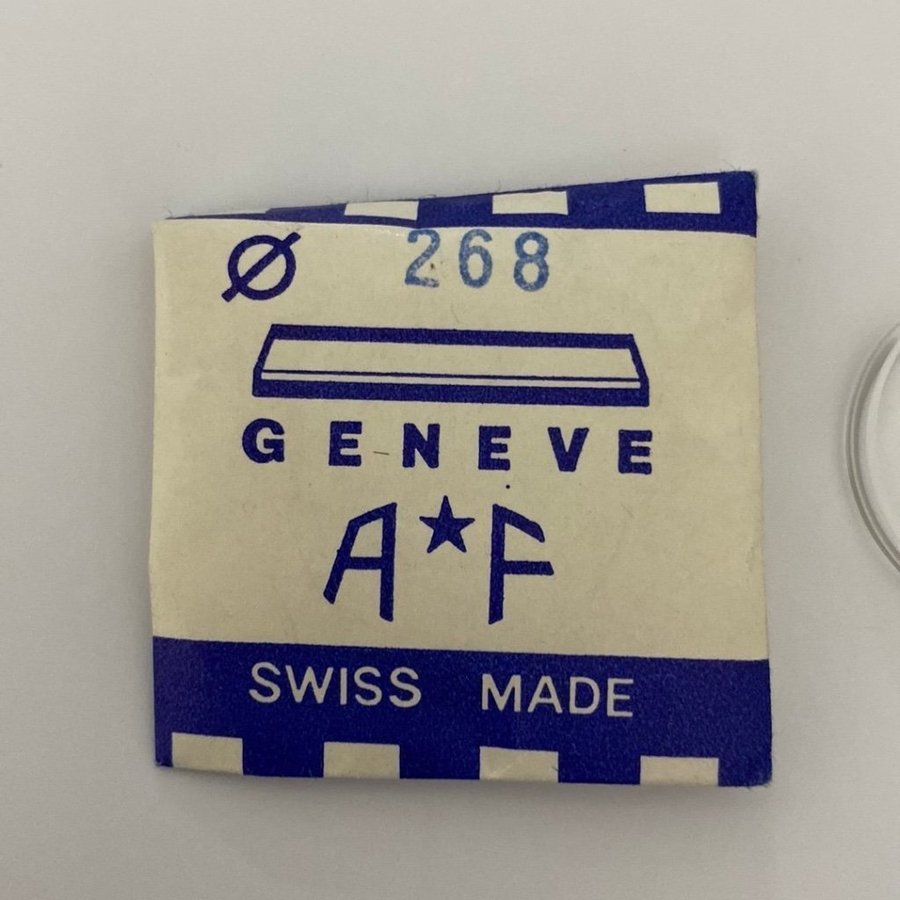 Ø 268
GENEVE
A★F
SWISS MADE